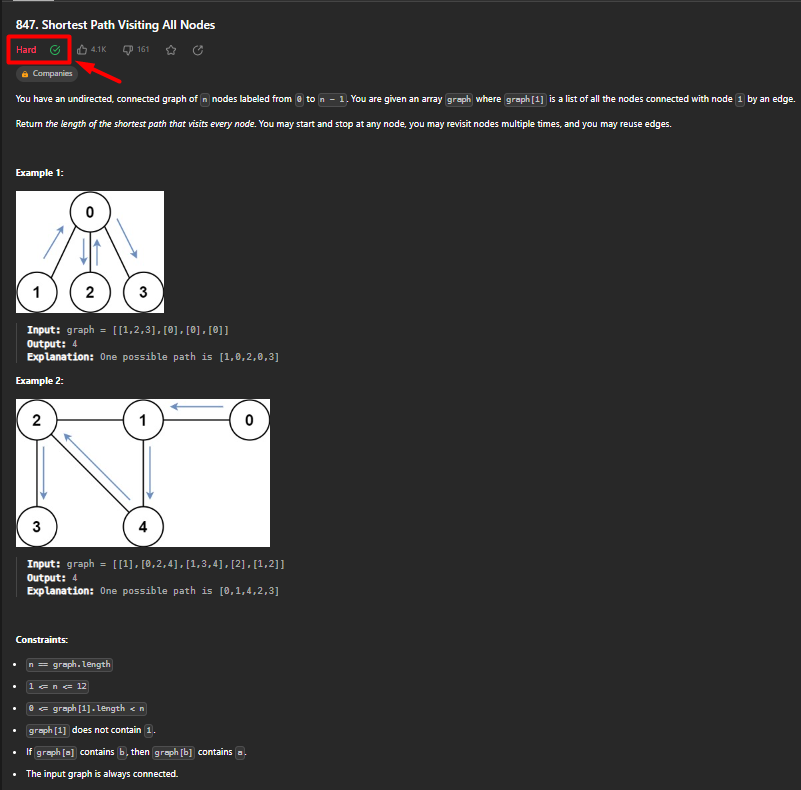 847. Shortest Path Visiting All Nodes
Hard 4.1K 161
Companies
You have an undirected, connected graph of n nodes labeled from 0 to n - 1. You are given an array graph where graph[i] is a list of all the nodes connected with node i by an edge.
Return the length of the shortest path that visits every node. You may start and stop at any node, you may revisit nodes multiple times, and you may reuse edges.
Example 1:
0
1 2 3
Input: graph = [[1,2,3],[0],[0],[0]]
Output: 4
Explanation: One possible path is [1,0,2,0,3]
Example 2:
2 1 0
3 4
Input: graph = [[1],[0,2,4],[1,3,4],[2],[1,2]]
Output: 4
Explanation: One possible path is [0,1,4,2,3]
Constraints:
• n == graph.length
• 1 <= n <= 12
• 0 <= graph[i].length < n
• graph[i] does not contain i.
• If graph[a] contains b, then graph[b] contains a.
• The input graph is always connected.